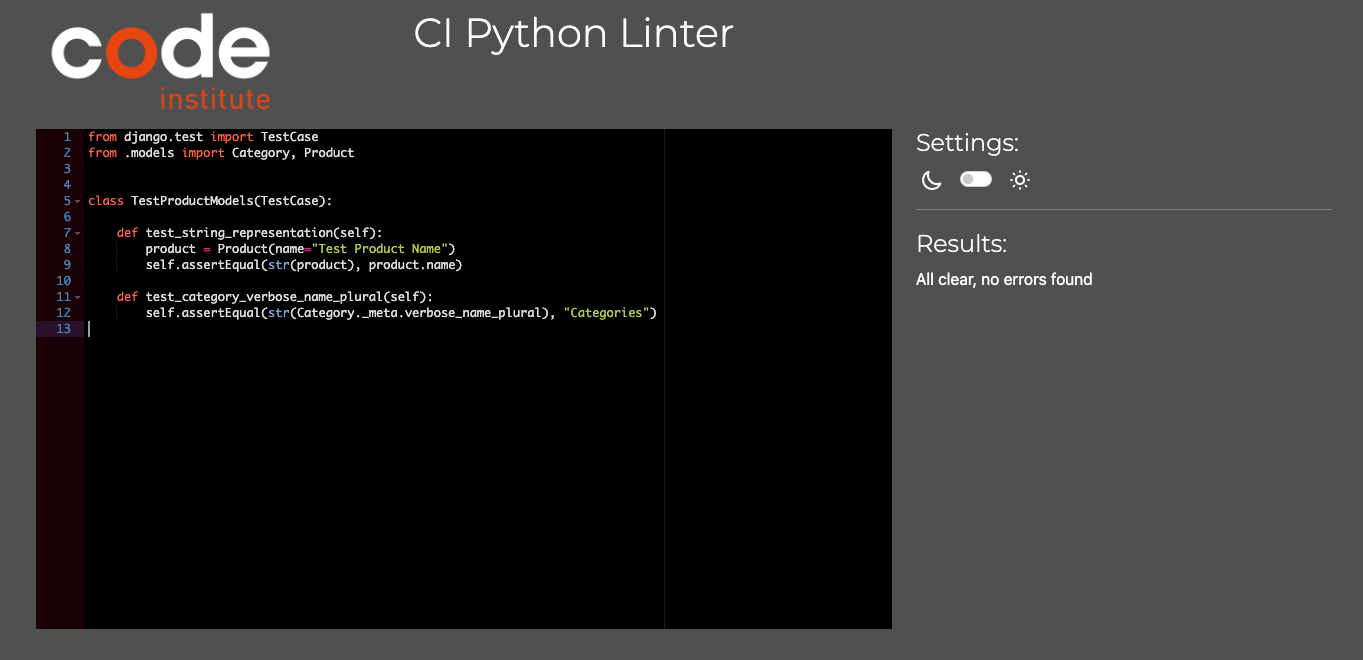 code
institute
CI Python Linter
1 from django.test import TestCase
2 from .models import Category, Product
3
4
5 class TestProductModels(TestCase):
6
7     def test_string_representation(self):
8         product = Product(name="Test Product Name")
9         self.assertEqual(str(product), product.name)
10
11     def test_category_verbose_name_plural(self):
12         self.assertEqual(str(Category._meta.verbose_name_plural), "Categories")
13
Settings:
Results:
All clear, no errors found